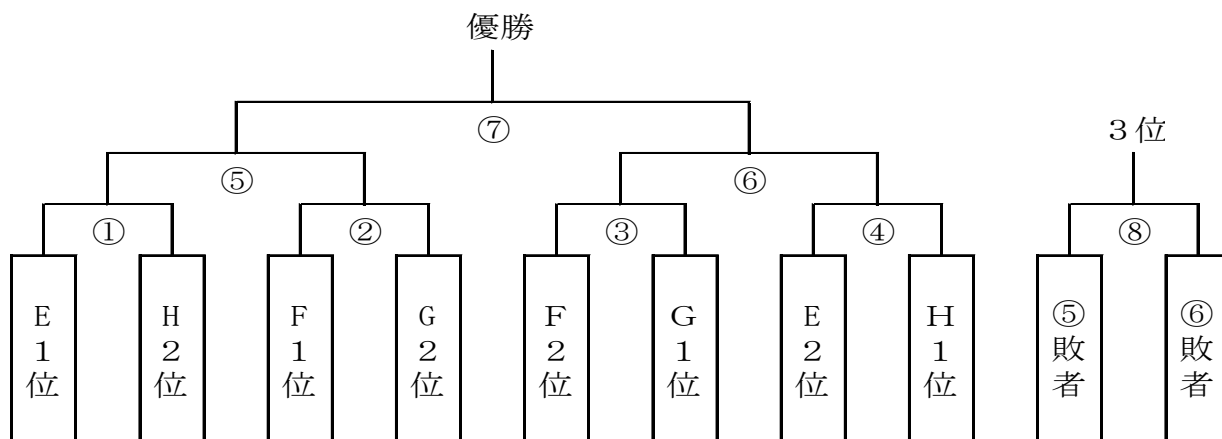 優勝
⑦
3位
⑤
⑥
①
②
③
④
⑧
E1位
H2位
F1位
G2位
F2位
G1位
E2位
H1位
⑤敗者
⑥敗者